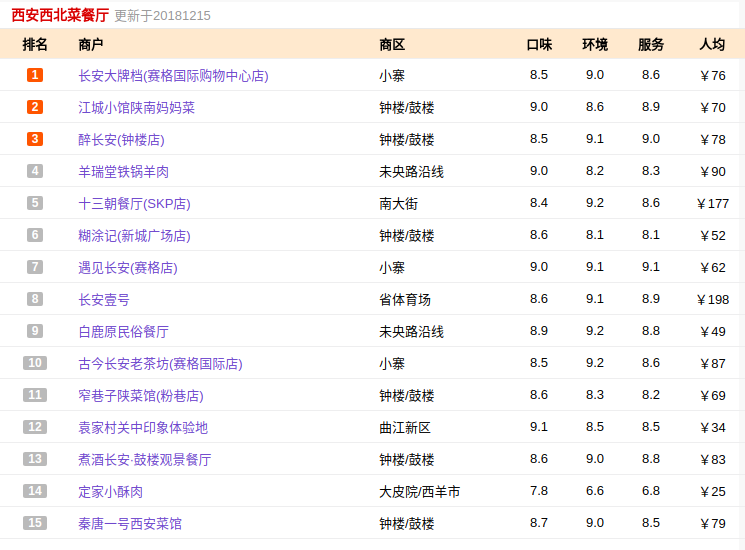 西安西北菜餐厅 更新于20181215
排名 商户 商区 口味 环境 服务 人均
1 长安大牌档(赛格国际购物中心店) 小寨 8.5 9.0 8.6 ￥76
2 江城小馆陕南妈妈菜 钟楼/鼓楼 9.0 8.6 8.9 ￥70
3 醉长安(钟楼店) 钟楼/鼓楼 8.5 9.1 9.0 ￥78
4 羊瑞堂铁锅羊肉 未央路沿线 9.0 8.2 8.3 ￥90
5 十三朝餐厅(SKP店) 南大街 8.4 9.2 8.6 ￥177
6 糊涂记(新城广场店) 钟楼/鼓楼 8.6 8.1 8.1 ￥52
7 遇见长安(赛格店) 小寨 9.0 9.1 9.1 ￥62
8 长安壹号 省体育场 8.6 9.1 8.9 ￥198
9 白鹿原民俗餐厅 未央路沿线 8.9 9.2 8.8 ￥49
10 古今长安老茶坊(赛格国际店) 小寨 8.5 9.2 8.6 ￥87
11 窄巷子陕菜馆(粉巷店) 钟楼/鼓楼 8.6 8.3 8.2 ￥69
12 袁家村关中印象体验地 曲江新区 9.1 8.5 8.5 ￥34
13 煮酒长安·鼓楼观景餐厅 钟楼/鼓楼 8.6 9.0 8.8 ￥83
14 定家小酥肉 大皮院/西羊市 7.8 6.6 6.8 ￥25
15 秦唐一号西安菜馆 钟楼/鼓楼 8.7 9.0 8.5 ￥79